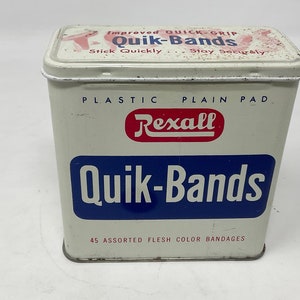 Improved QUICK-GRIP
Quik-Bands
Stick Quickly . . . Stay Securely
PLASTIC PLAIN PAD
Rexall
Quik-Bands
45 ASSORTED FLESH COLOR BANDAGES